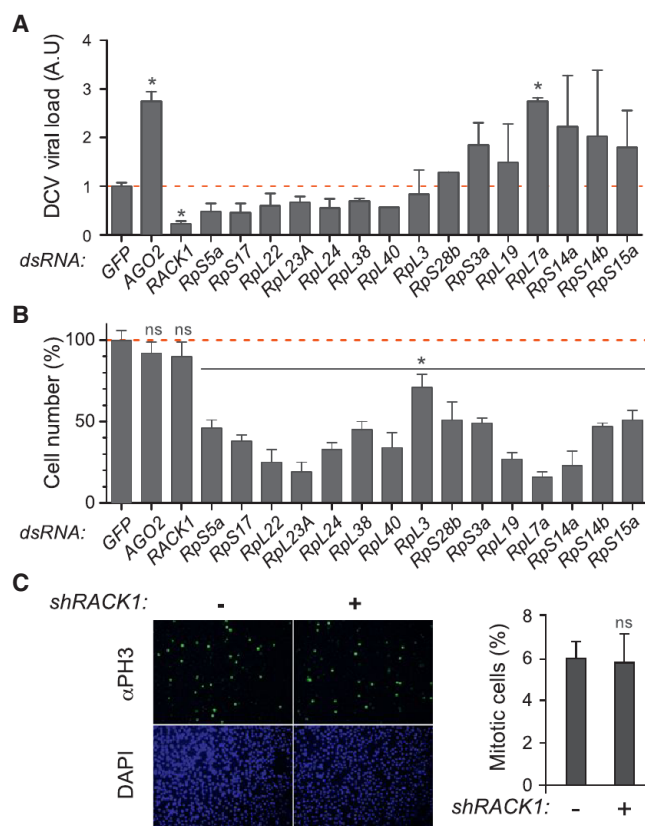 A
DCV viral load (A.U)
4
3
2
1
0
*
*
*
dsRNA:
GFP
AGO2
RACK1
RpS5a
RpS17
RpL22
RpL23A
RpL24
RpL38
RpL40
RpL3
RpS28b
RpS3a
RpL19
RpL7a
RpS14a
RpS14b
RpS15a
B
Cell number (%)
100
50
0
ns
ns
*
dsRNA:
GFP
AGO2
RACK1
RpS5a
RpS17
RpL22
RpL23A
RpL24
RpL38
RpL40
RpL3
RpS28b
RpS3a
RpL19
RpL7a
RpS14a
RpS14b
RpS15a
C
shRACK1: - +
αPH3
DAPI
Mitotic cells (%)
8
6
4
2
0
ns
shRACK1: - +